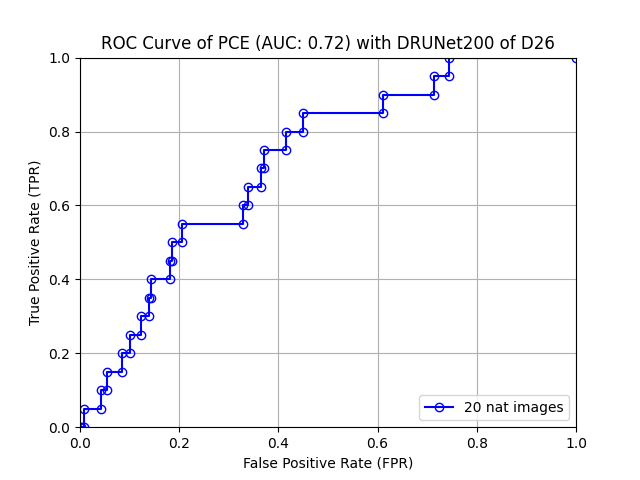 ROC Curve of PCE (AUC: 0.72) with DRUNet200 of D26
1.0
0.8
0.6
0.4
0.2
0.0
True Positive Rate (TPR)
20 nat images
0.0 0.2 0.4 0.6 0.8 1.0
False Positive Rate (FPR)